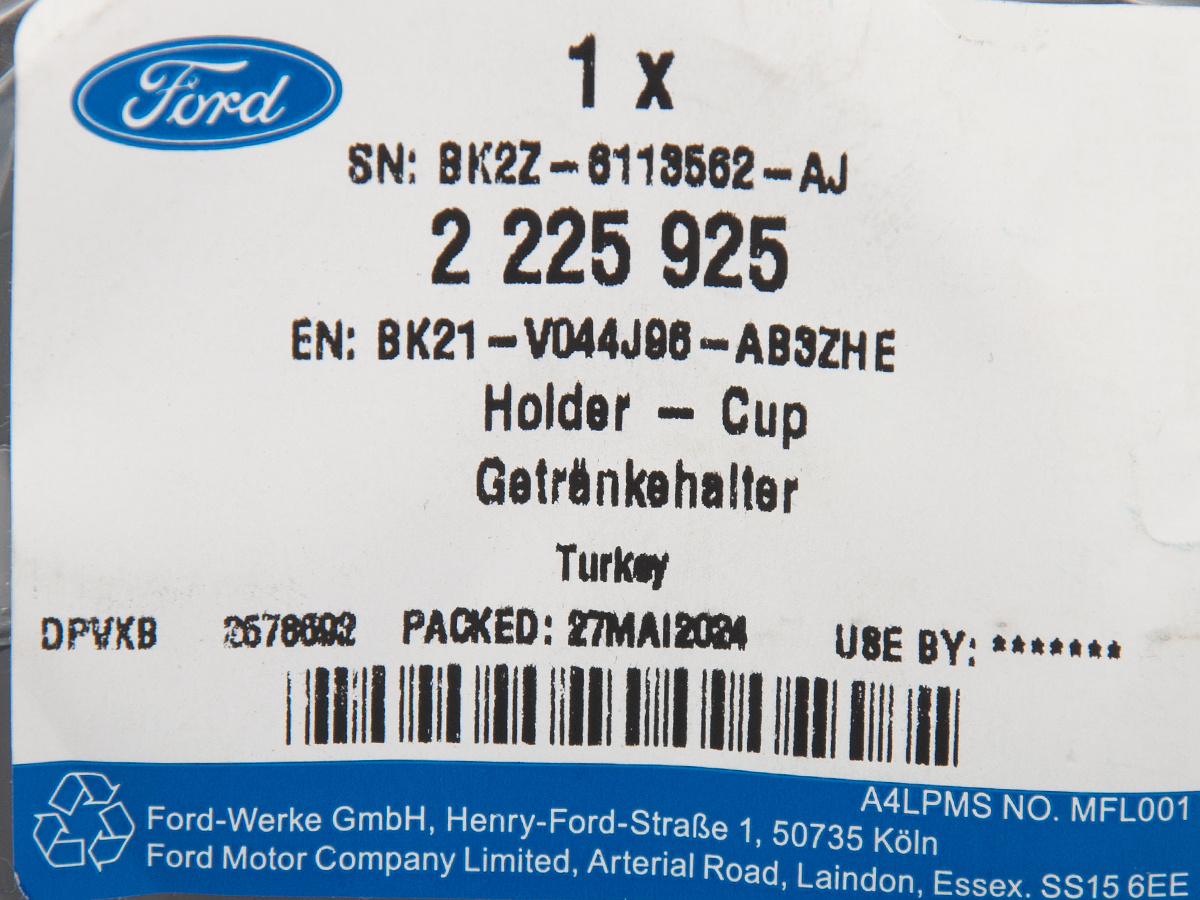 Ford
1 x
SN: BK2Z-6113562-AJ
2 225 925
EN: BK21-V044J96-AB3ZHE
Holder - Cup
Getränkehalter
Turkey
DPVXB PACKED: 27MAI2024 USE BY: *******
A4LPMS NO. MFL001
Ford-Werke GmbH, Henry-Ford-Straße 1, 50735 Köln
Ford Motor Company Limited, Arterial Road, Laindon, Essex. SS15 6EE